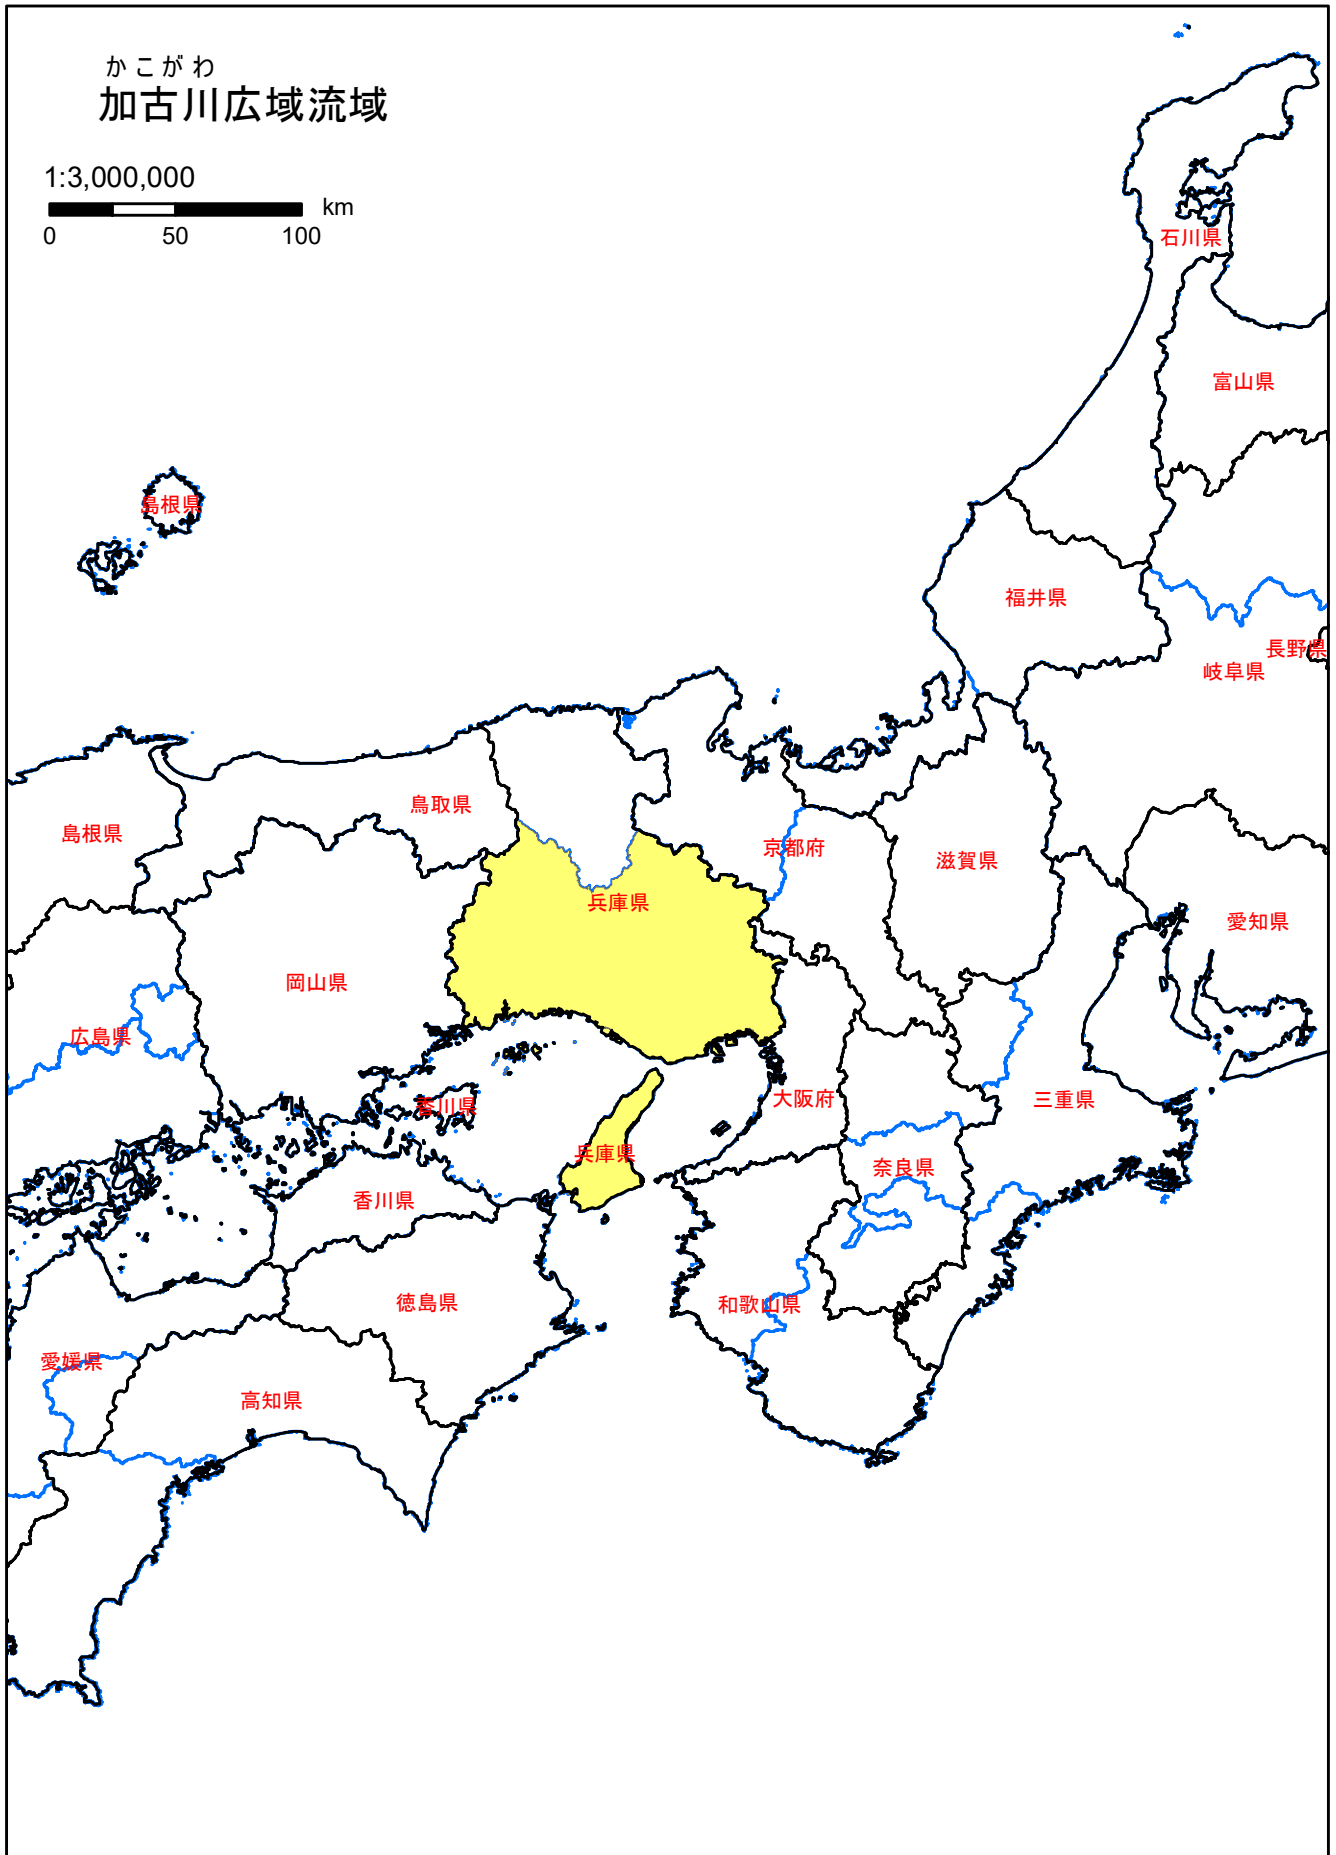 かこがわ
加古川広域流域
1:3,000,000
km
0 50 100
石川県
富山県
島根県
福井県
長野県
岐阜県
鳥取県
島根県
京都府
滋賀県
兵庫県
愛知県
岡山県
広島県
香川県
大阪府
三重県
兵庫県
奈良県
香川県
徳島県
和歌山県
愛媛県
高知県